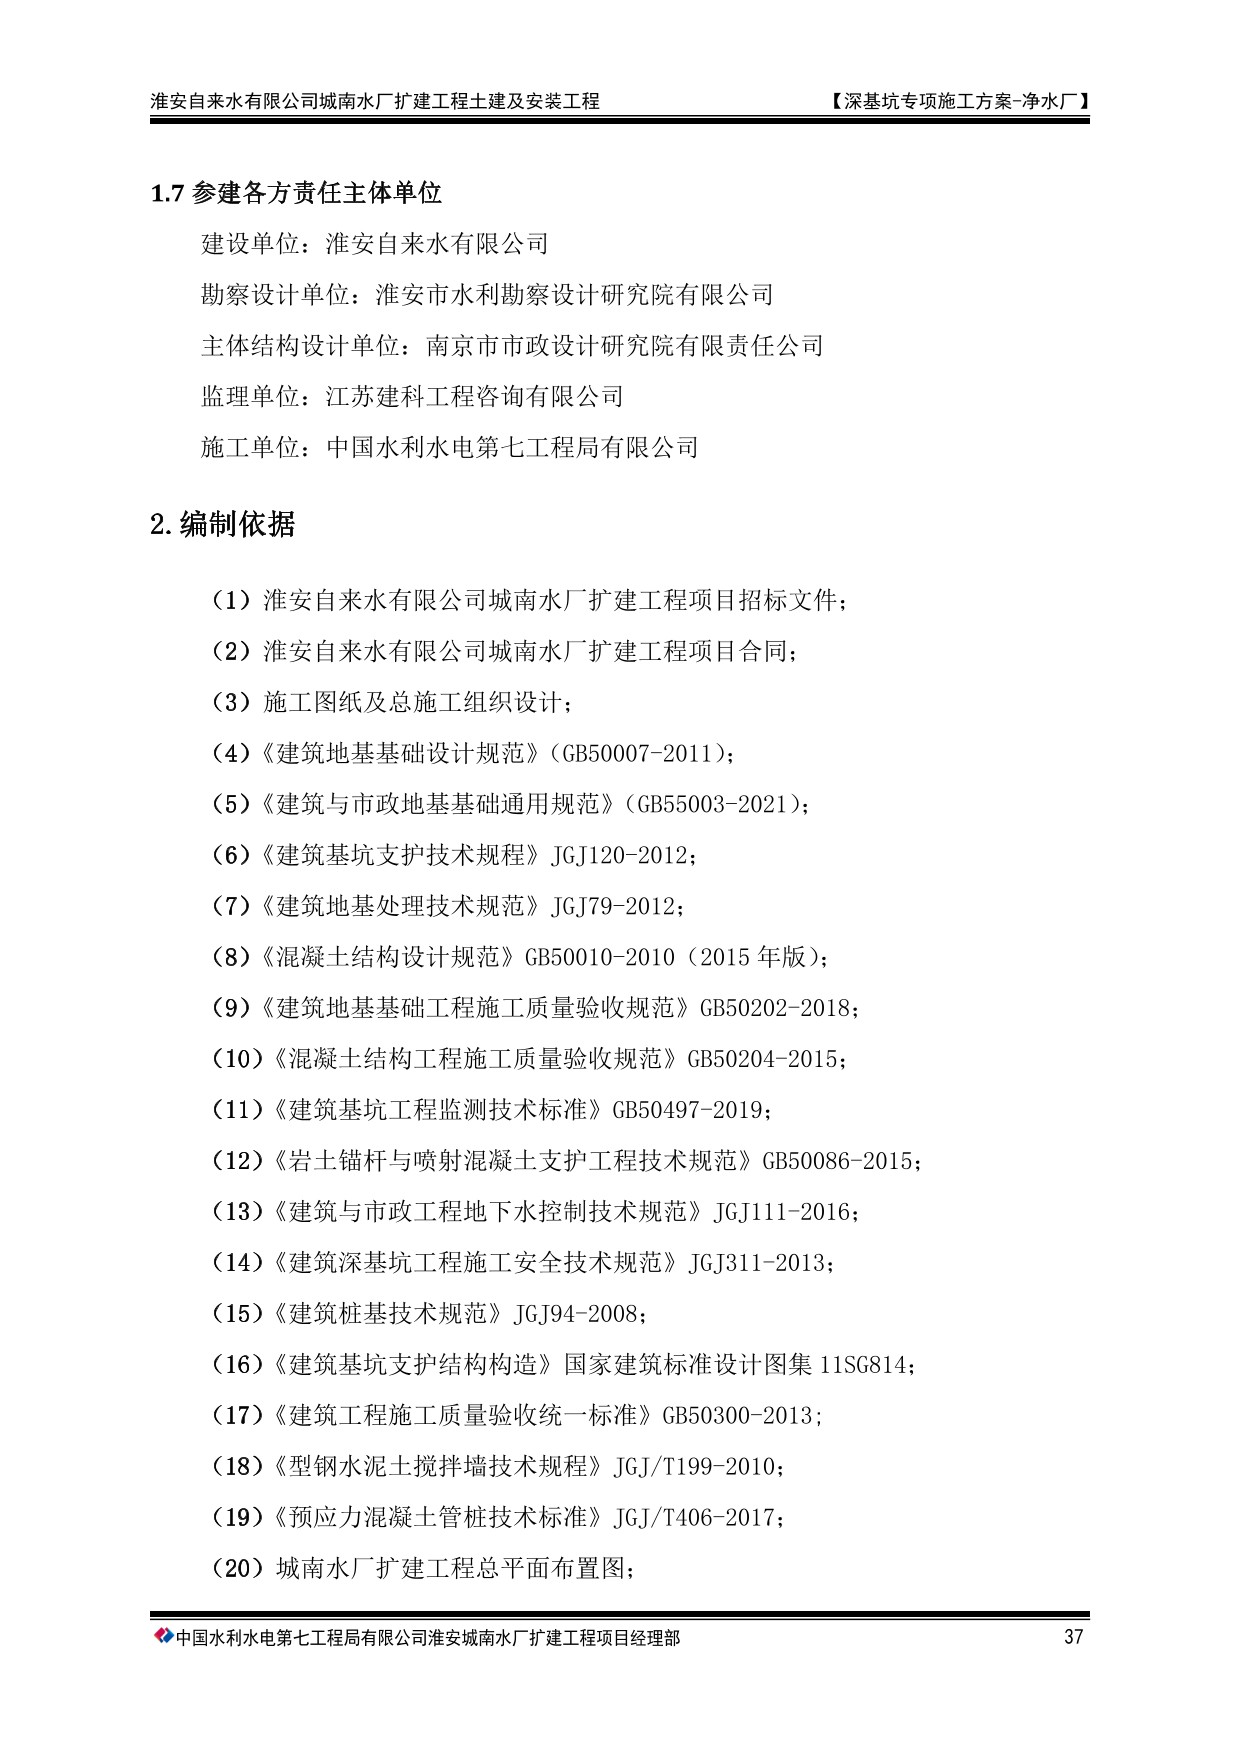 淮安自来水有限公司城南水厂扩建工程土建及安装工程 【深基坑专项施工方案-净水厂】
1.7 参建各方责任主体单位
建设单位：淮安自来水有限公司
勘察设计单位：淮安市水利勘察设计研究院有限公司
主体结构设计单位：南京市市政设计研究院有限责任公司
监理单位：江苏建科工程咨询有限公司
施工单位：中国水利水电第七工程局有限公司
2. 编制依据
（1）淮安自来水有限公司城南水厂扩建工程项目招标文件；
（2）淮安自来水有限公司城南水厂扩建工程项目合同；
（3）施工图纸及总施工组织设计；
（4）《建筑地基基础设计规范》（GB50007-2011）；
（5）《建筑与市政地基基础通用规范》（GB55003-2021）；
（6）《建筑基坑支护技术规程》JGJ120-2012；
（7）《建筑地基处理技术规范》JGJ79-2012；
（8）《混凝土结构设计规范》GB50010-2010（2015 年版）；
（9）《建筑地基基础工程施工质量验收规范》GB50202-2018；
（10）《混凝土结构工程施工质量验收规范》GB50204-2015；
（11）《建筑基坑工程监测技术标准》GB50497-2019；
（12）《岩土锚杆与喷射混凝土支护工程技术规范》GB50086-2015；
（13）《建筑与市政工程地下水控制技术规范》JGJ111-2016；
（14）《建筑深基坑工程施工安全技术规范》JGJ311-2013；
（15）《建筑桩基技术规范》JGJ94-2008；
（16）《建筑基坑支护结构构造》国家建筑标准设计图集 11SG814；
（17）《建筑工程施工质量验收统一标准》GB50300-2013;
（18）《型钢水泥土搅拌墙技术规程》JGJ/T199-2010；
（19）《预应力混凝土管桩技术标准》JGJ/T406-2017；
（20）城南水厂扩建工程总平面布置图；
中国水利水电第七工程局有限公司淮安城南水厂扩建工程项目经理部 37